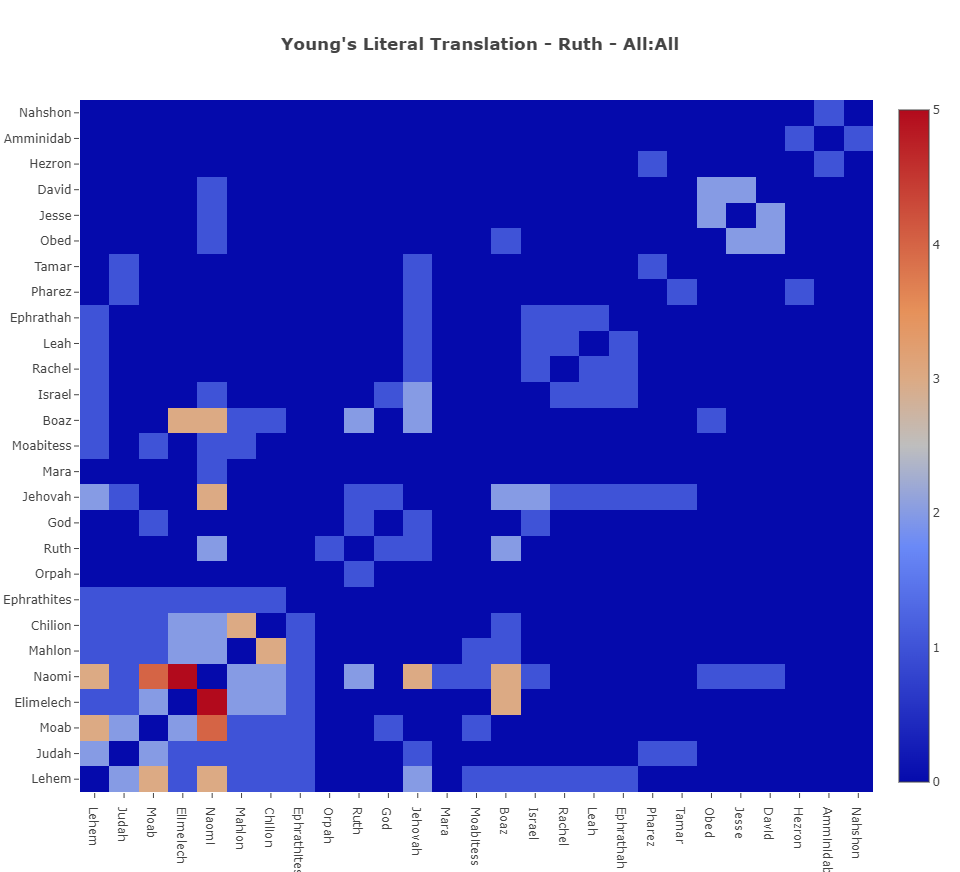 Young's Literal Translation - Ruth - All:All
Nahshon
Amminidab
Hezron
David
Jesse
Obed
Tamar
Pharez
Ephrathah
Leah
Rachel
Israel
Boaz
Moabitess
Mara
Jehovah
God
Ruth
Orpah
Ephrathites
Chilion
Mahlon
Naomi
Elimelech
Moab
Judah
Lehem
Lehem
Judah
Moab
Elimelech
Naomi
Mahlon
Chilion
Ephrathites
Orpah
Ruth
God
Jehovah
Mara
Moabitess
Boaz
Israel
Rachel
Leah
Ephrathah
Pharez
Tamar
Obed
Jesse
David
Hezron
Amminidab
Nahshon
5
4
3
2
1
0